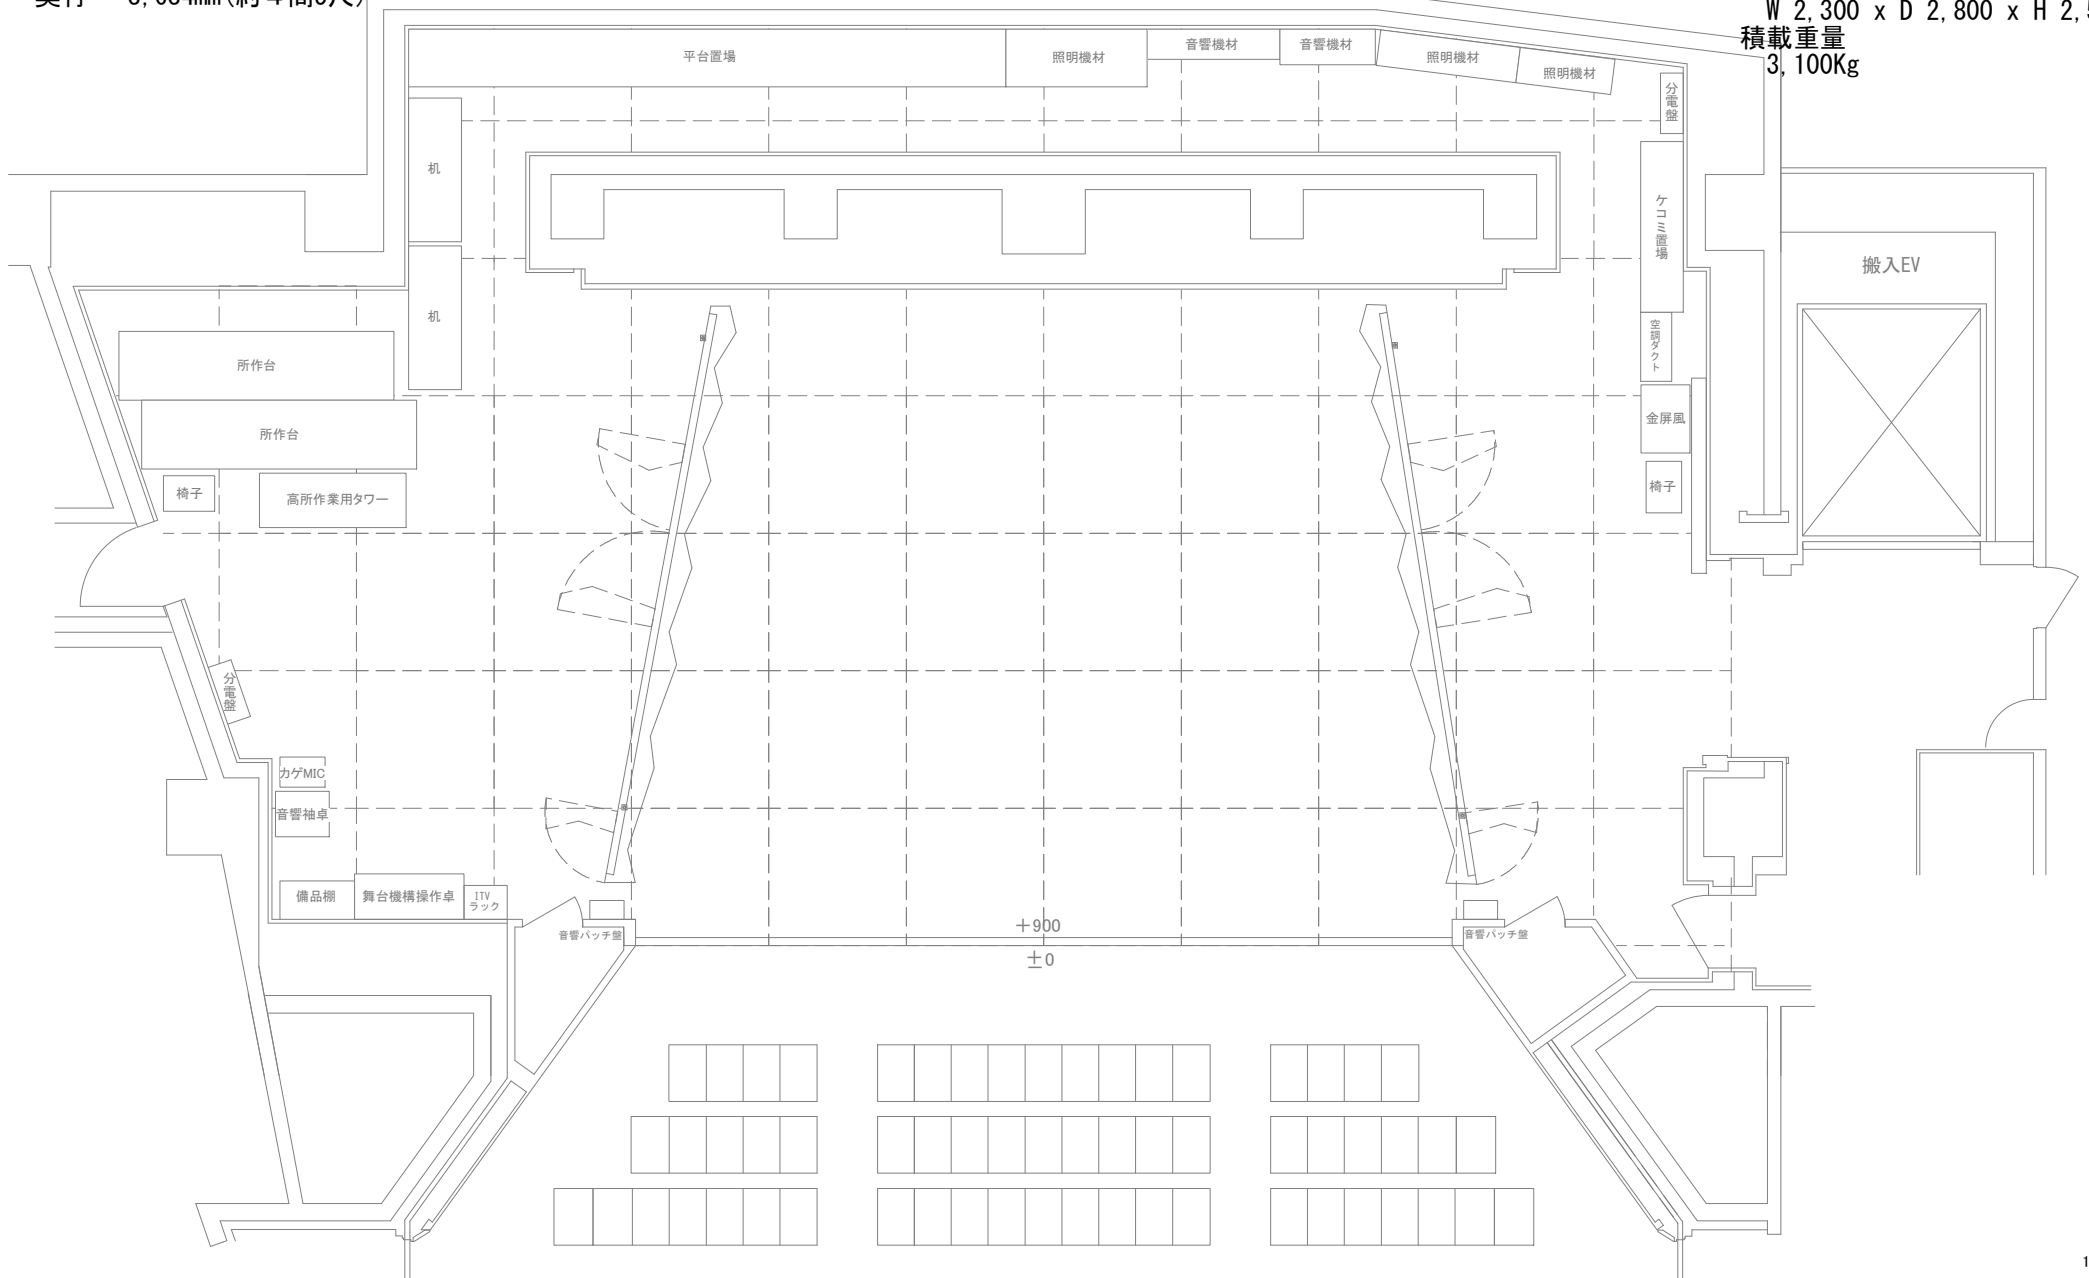 W 2,300 x D 2,800 x H 2,
積載重量
3,100Kg
平台置場
照明機材
音響機材
音響機材
照明機材
照明機材
分電盤
机
ケコミ置場
搬入EV
机
空調ダクト
所作台
金屏風
所作台
椅子
高所作業用タワー
椅子
分電盤
カゲMIC
音響袖卓
備品棚
舞台機構操作卓
ITV
ラック
音響パッチ盤
音響パッチ盤
+900
±0
1